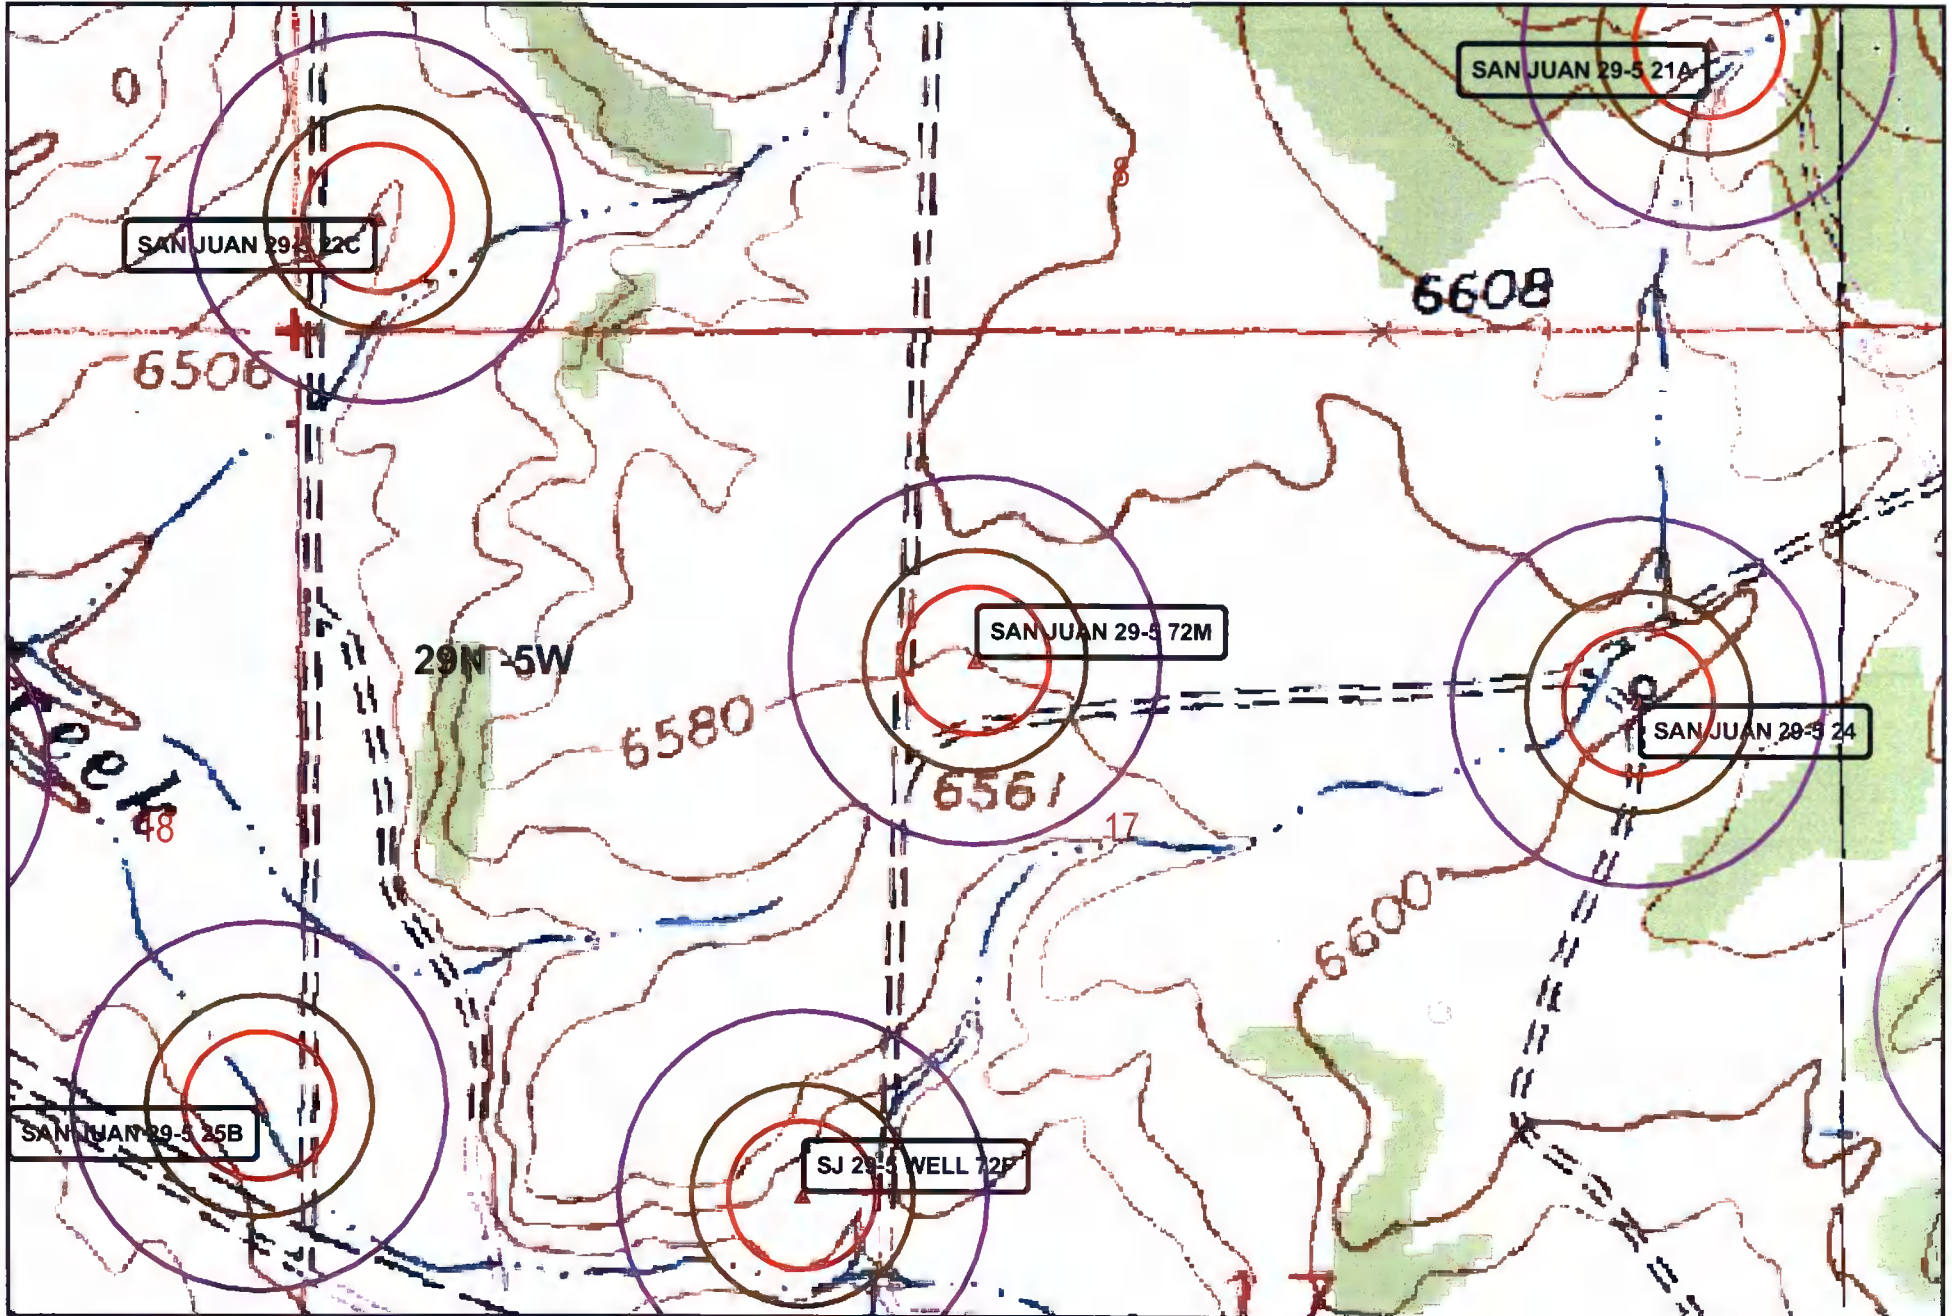 SAN JUAN 29-5 21A
0
7
8
SAN JUAN 29-5 22C
6608
6506
SAN JUAN 29-5 72M
29N -5W
6580
SAN JUAN 29-5 24
eek
6561
18
17
6600
SAN JUAN 29-5 25B
SJ 29-5 WELL 72F